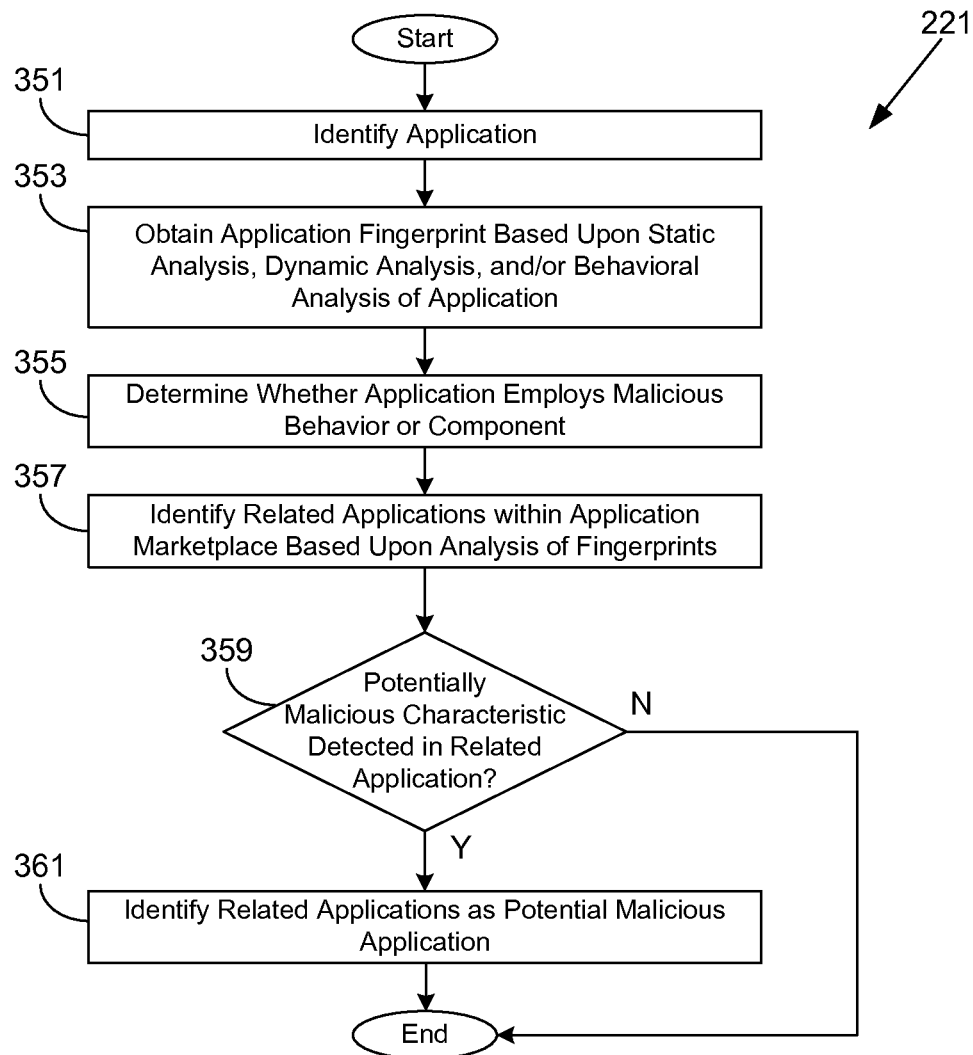 Start
221
351
Identify Application
353
Obtain Application Fingerprint Based Upon Static
Analysis, Dynamic Analysis, and/or Behavioral
Analysis of Application
355
Determine Whether Application Employs Malicious
Behavior or Component
357
Identify Related Applications within Application
Marketplace Based Upon Analysis of Fingerprints
359
Potentially
Malicious Characteristic
Detected in Related
Application?
N
Y
361
Identify Related Applications as Potential Malicious
Application
End